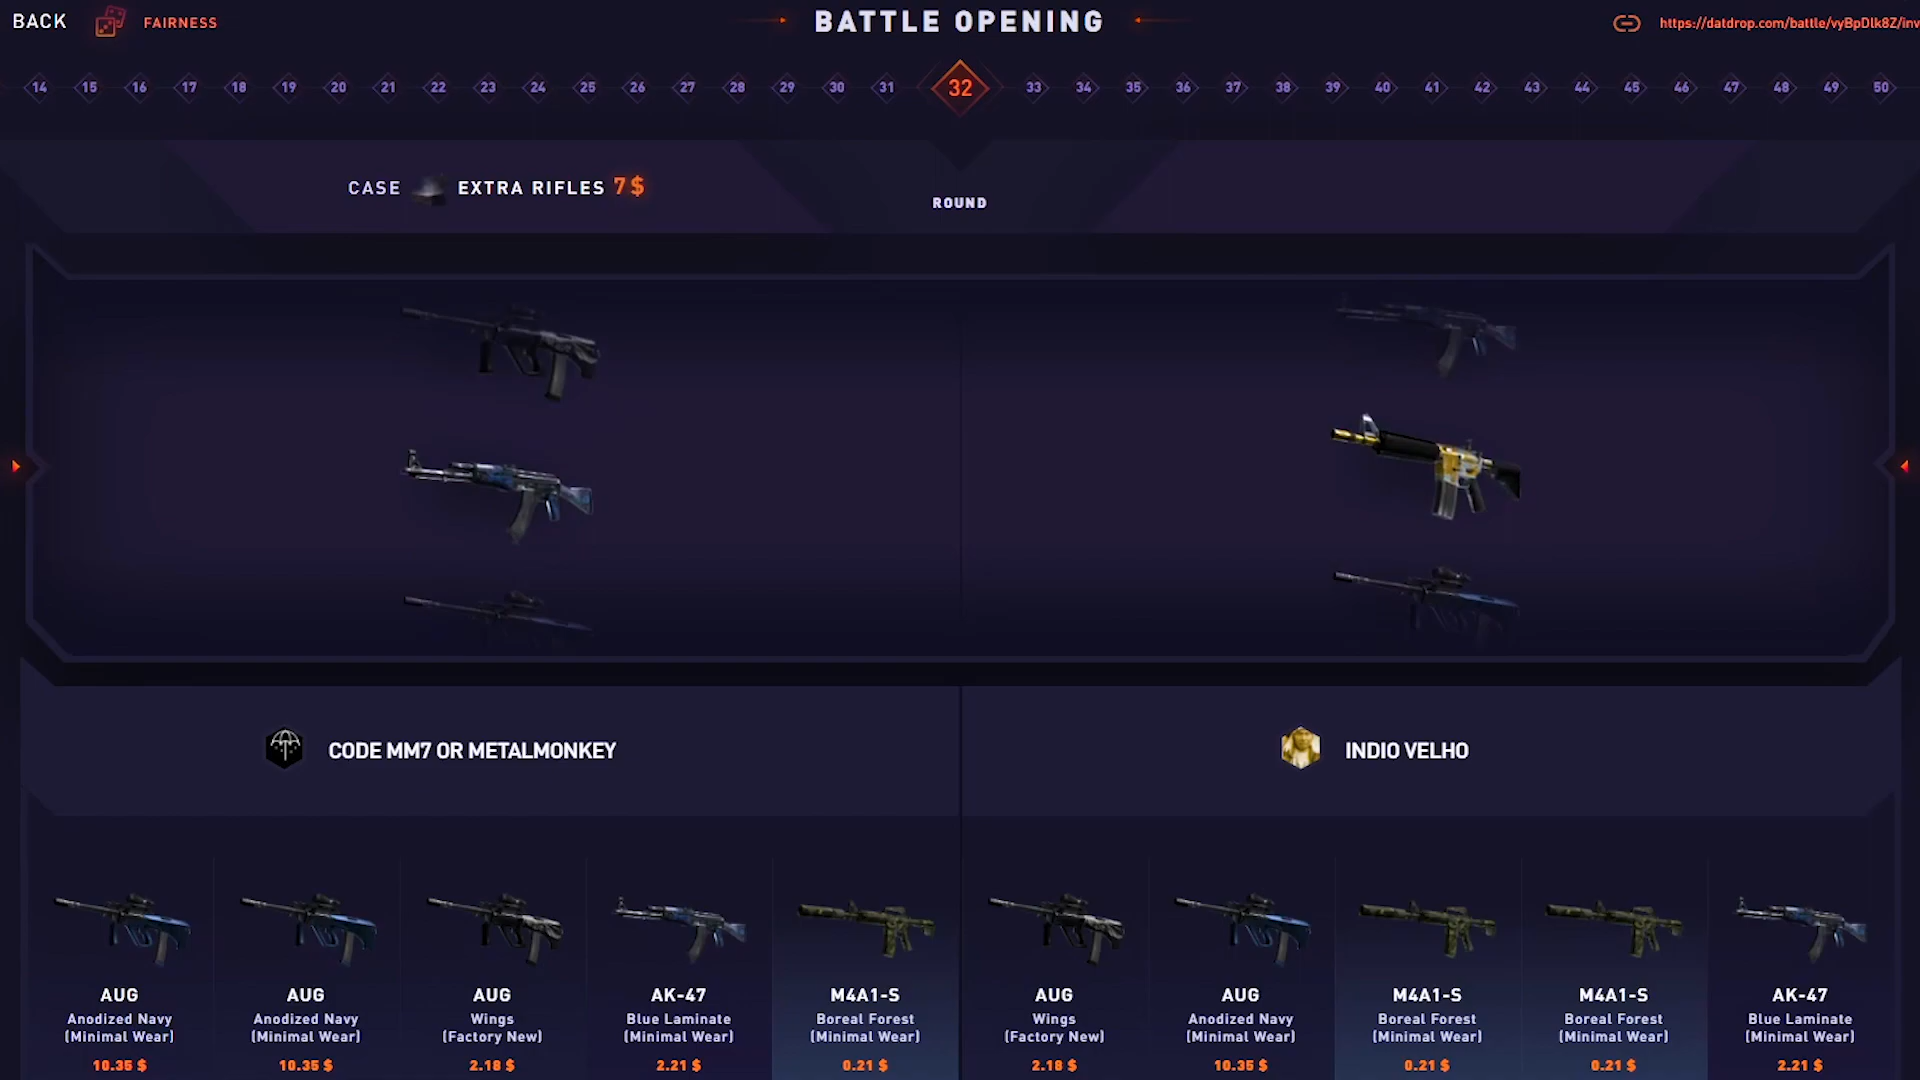 BACK
FAIRNESS
BATTLE OPENING
https://datdrop.com/battle/vyBpDlk8Z/inv
14 15 16 17 18 19 20 21 22 23 24 25 26 27 28 29 30 31 32 33 34 35 36 37 38 39 40 41 42 43 44 45 46 47 48 49 50
CASE EXTRA RIFLES 7 $
ROUND
CODE MM7 OR METALMONKEY
INDIO VELHO
AUG
Anodized Navy
(Minimal Wear)
10.35 $
AUG
Anodized Navy
(Minimal Wear)
10.35 $
AUG
Wings
(Factory New)
2.18 $
AK-47
Blue Laminate
(Minimal Wear)
2.21 $
M4A1-S
Boreal Forest
(Minimal Wear)
0.21 $
AUG
Wings
(Factory New)
2.18 $
AUG
Anodized Navy
(Minimal Wear)
10.35 $
M4A1-S
Boreal Forest
(Minimal Wear)
0.21 $
M4A1-S
Boreal Forest
(Minimal Wear)
0.21 $
AK-47
Blue Laminate
(Minimal Wear)
2.21 $